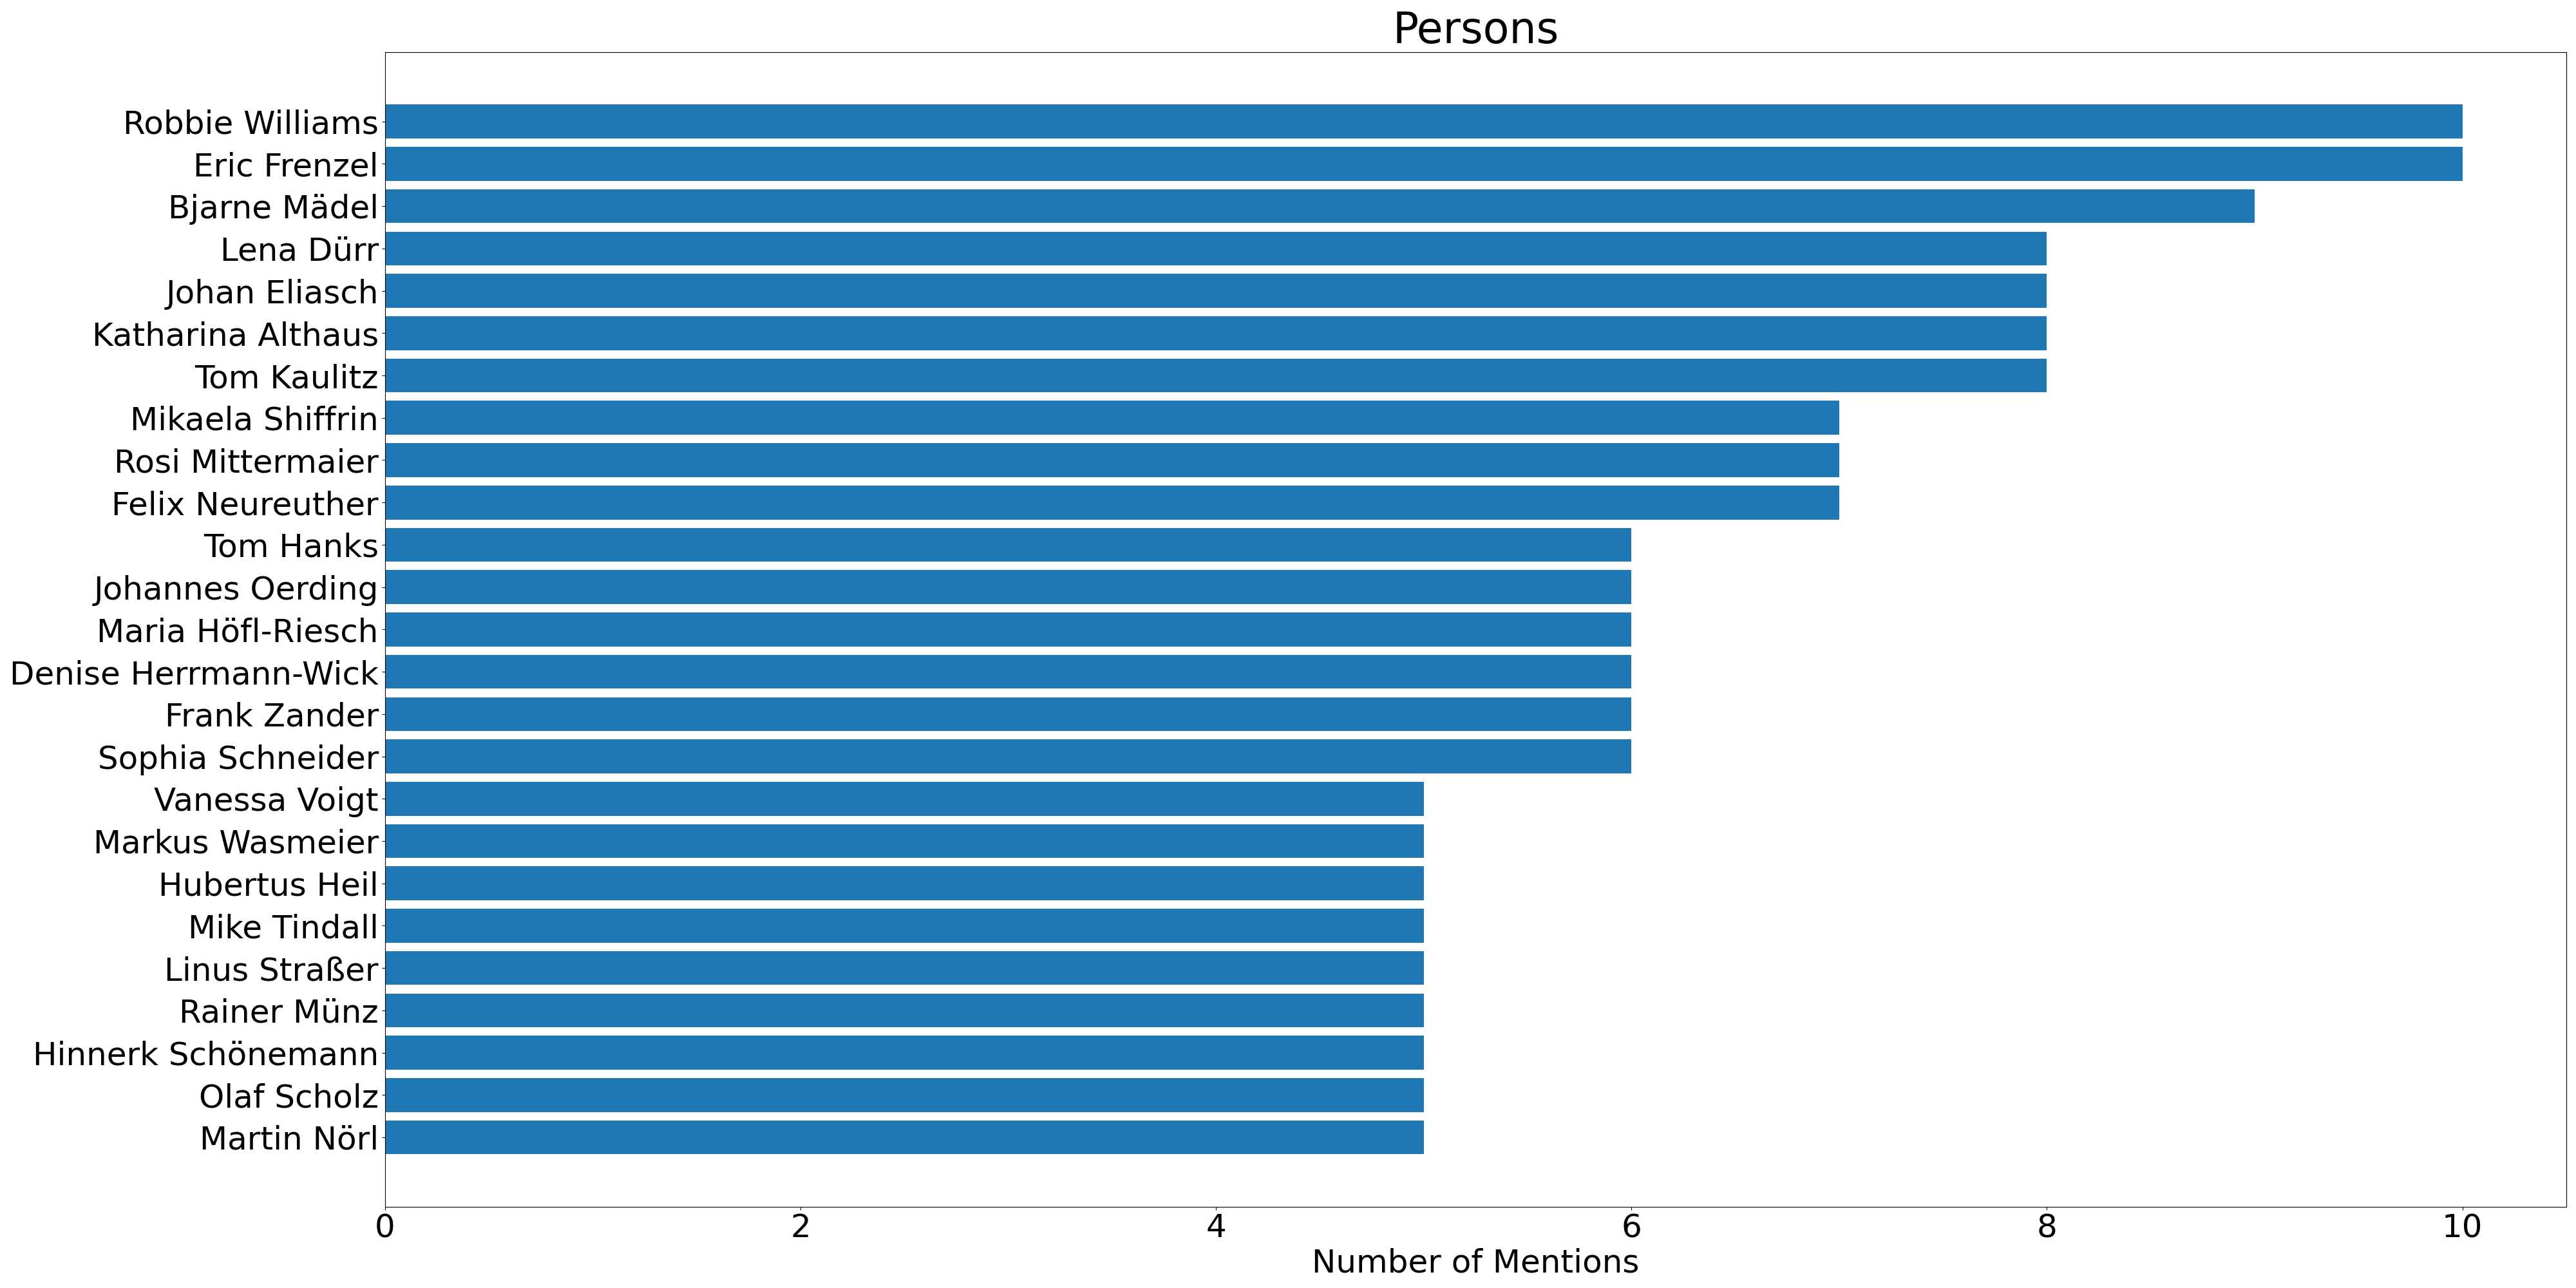 Persons
Robbie Williams
Eric Frenzel
Bjarne Mädel
Lena Dürr
Johan Eliasch
Katharina Althaus
Tom Kaulitz
Mikaela Shiffrin
Rosi Mittermaier
Felix Neureuther
Tom Hanks
Johannes Oerding
Maria Höfl-Riesch
Denise Herrmann-Wick
Frank Zander
Sophia Schneider
Vanessa Voigt
Markus Wasmeier
Hubertus Heil
Mike Tindall
Linus Straßer
Rainer Münz
Hinnerk Schönemann
Olaf Scholz
Martin Nörl
0 2 4 6 8 10
Number of Mentions